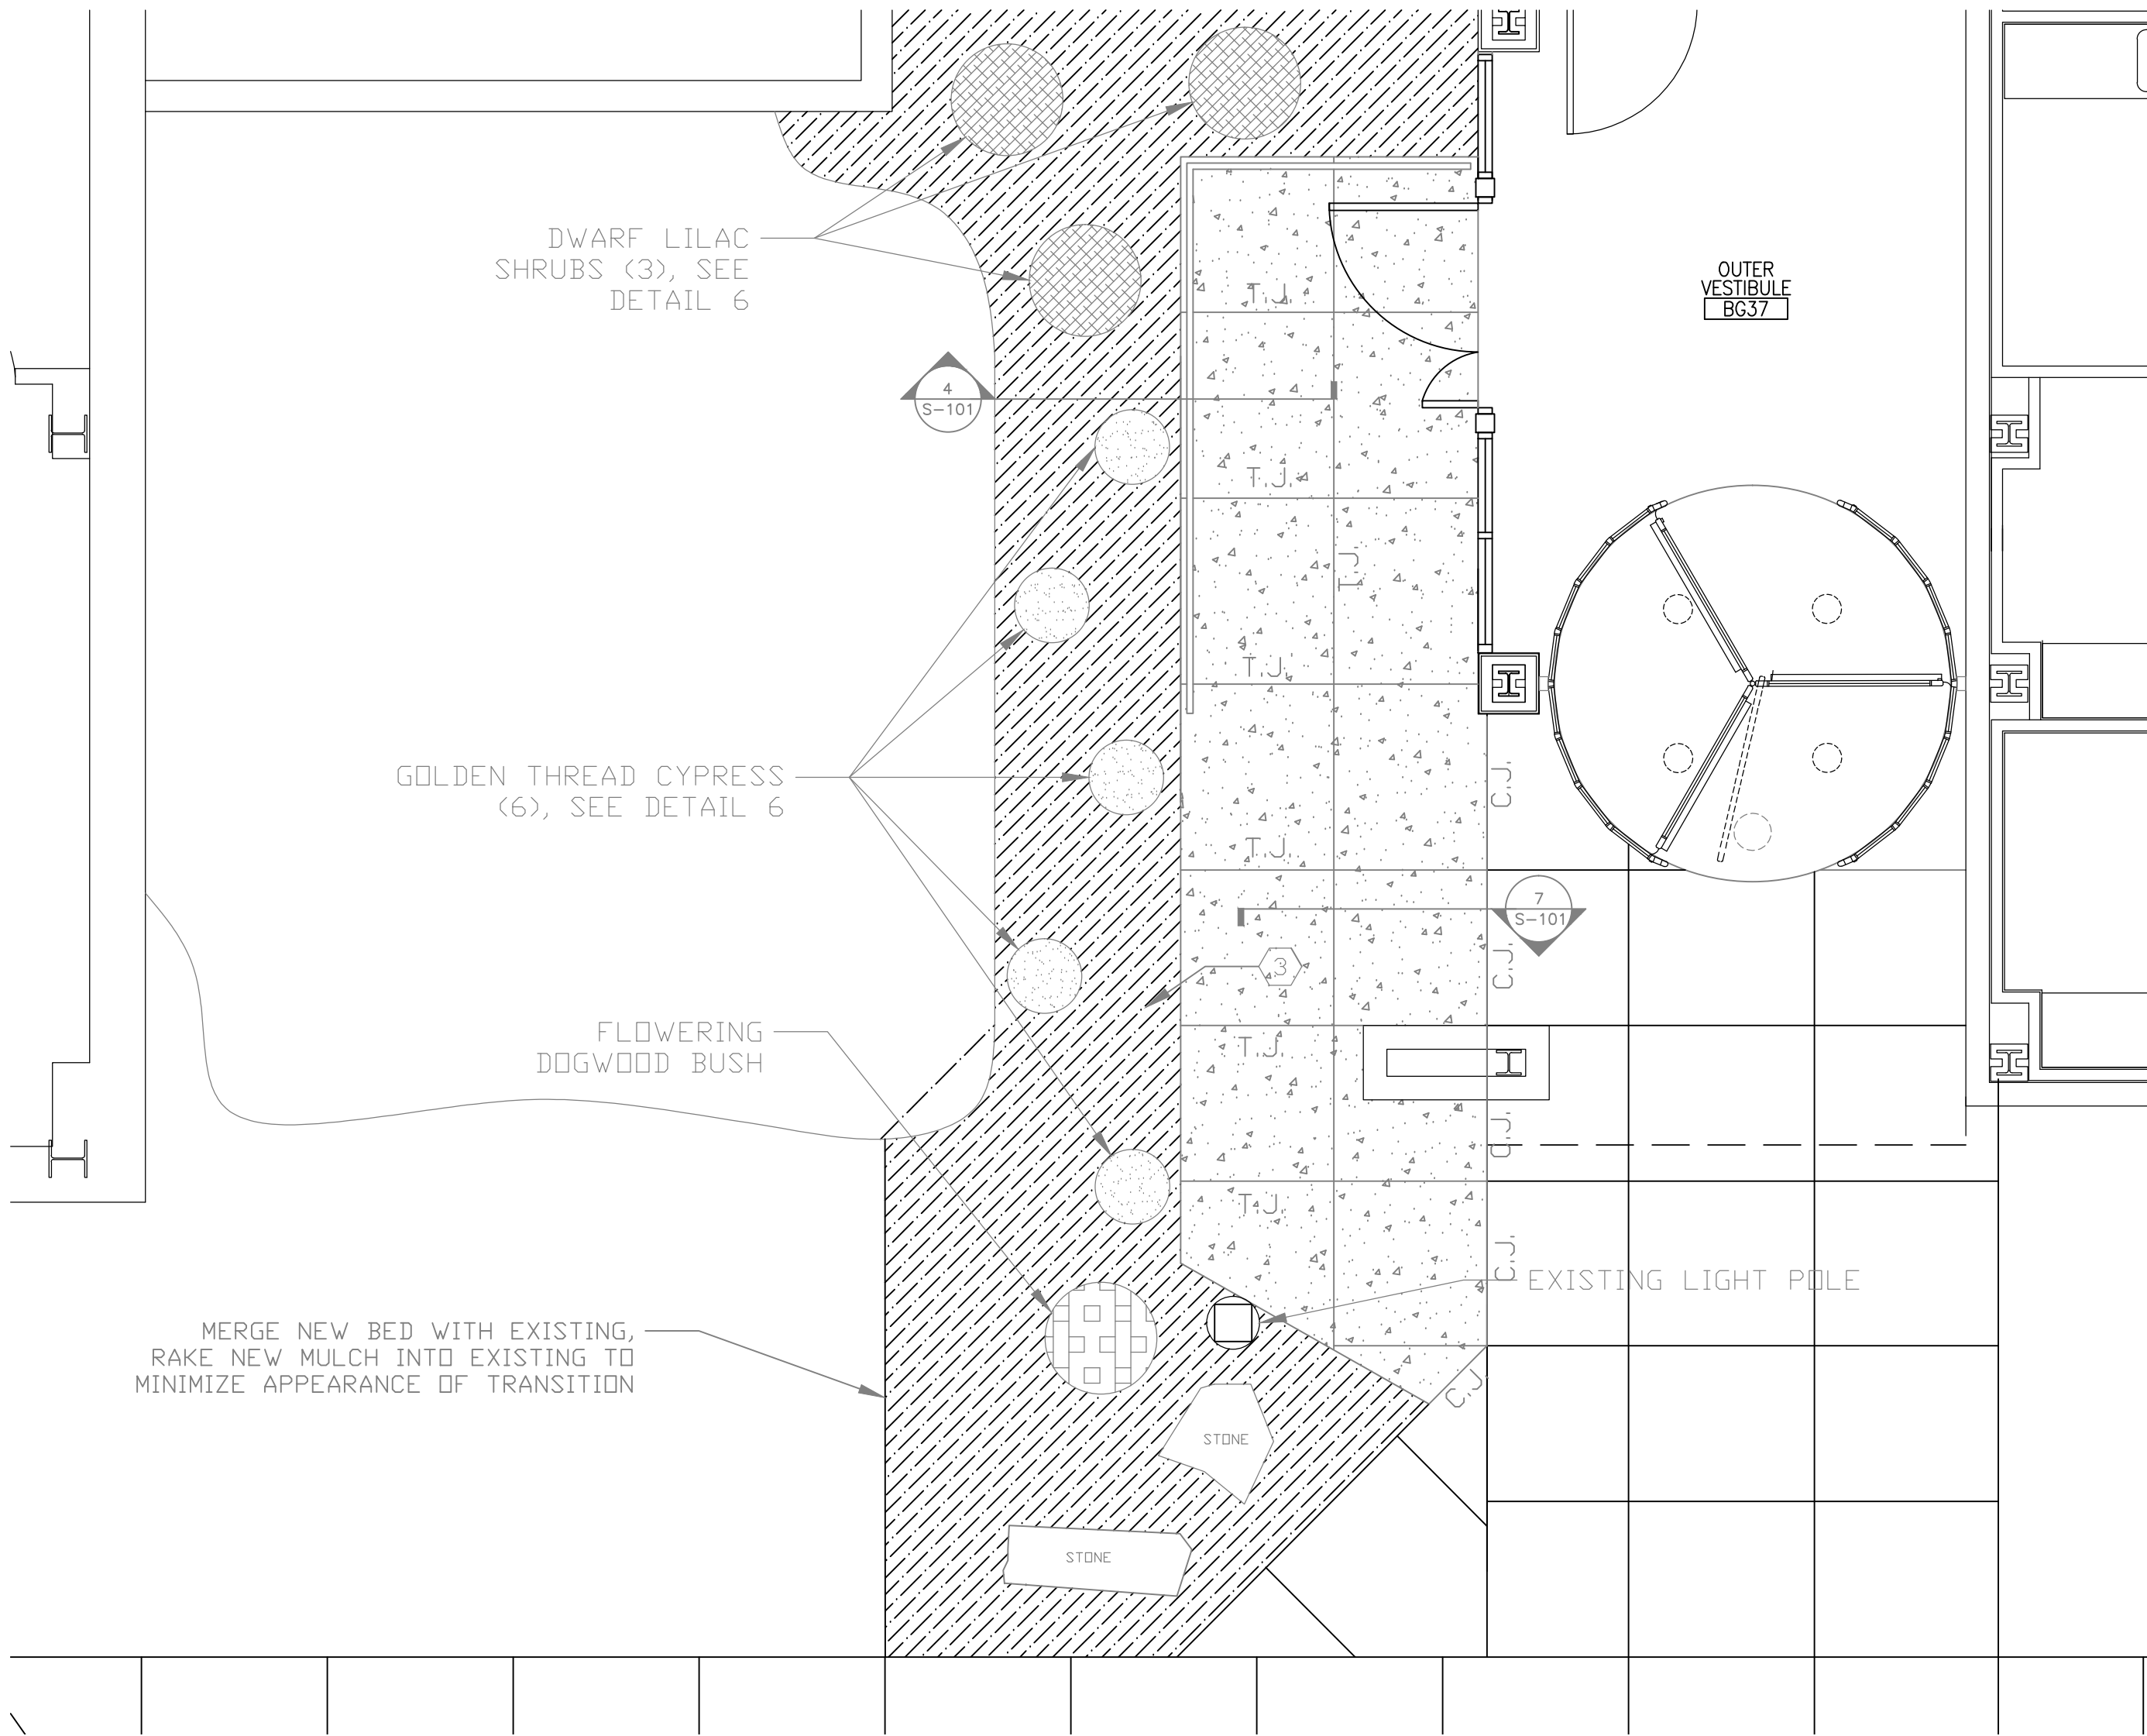 DWARF LILAC
SHRUBS (3), SEE
DETAIL 6
T.J.
OUTER
VESTIBULE
BG37
4
S-101
T.J.
T.J.
T.J.
GOLDEN THREAD CYPRESS
(6), SEE DETAIL 6
C.J.
T.J.
7
S-101
C.J.
3
FLOWERING
DOGWOOD BUSH
T.J.
C.J.
T.J.
C.J.
EXISTING LIGHT POLE
MERGE NEW BED WITH EXISTING,
RAKE NEW MULCH INTO EXISTING TO
MINIMIZE APPEARANCE OF TRANSITION
C.J.
STONE
STONE